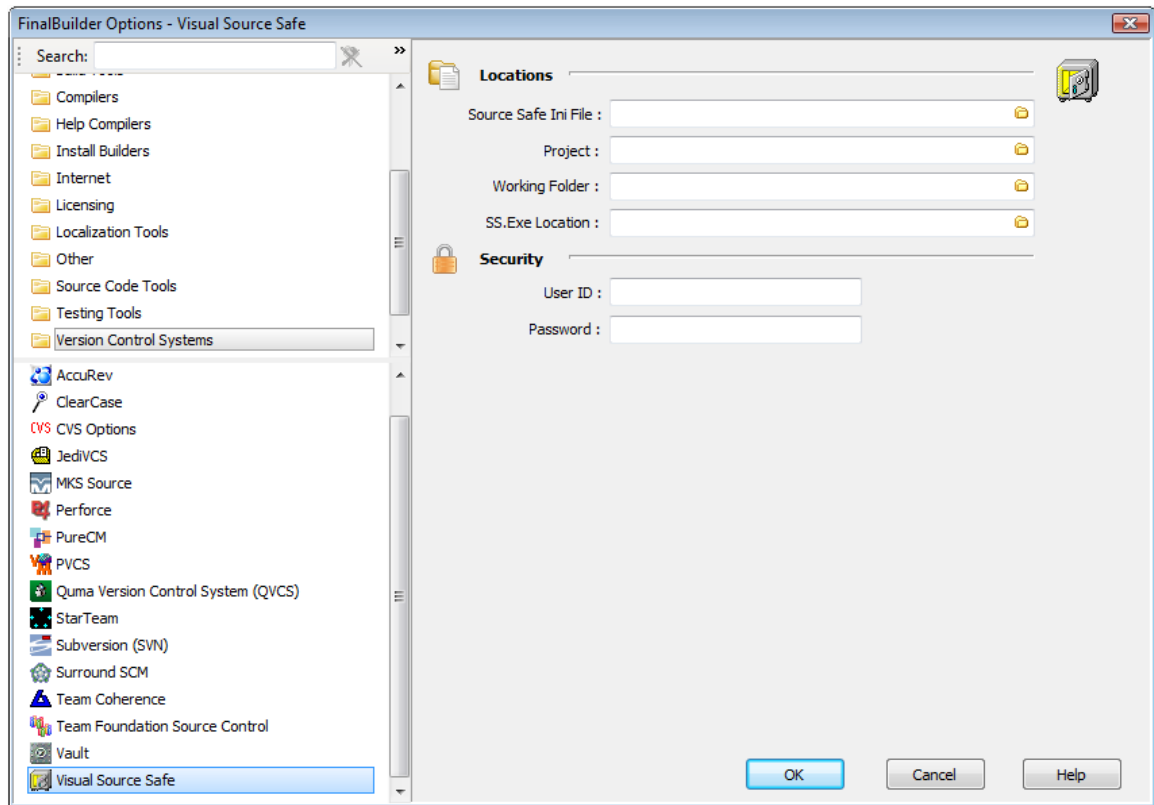 FinalBuilder Options - Visual Source Safe
Search:
»
Compilers
Help Compilers
Install Builders
Internet
Licensing
Localization Tools
Other
Source Code Tools
Testing Tools
Version Control Systems
AccuRev
ClearCase
CVS CVS Options
JediVCS
MKS Source
Perforce
PureCM
PVCS
Quma Version Control System (QVCS)
StarTeam
Subversion (SVN)
Surround SCM
Team Coherence
Team Foundation Source Control
Vault
Visual Source Safe
Locations
Source Safe Ini File :
Project :
Working Folder :
SS.Exe Location :
Security
User ID :
Password :
OK
Cancel
Help